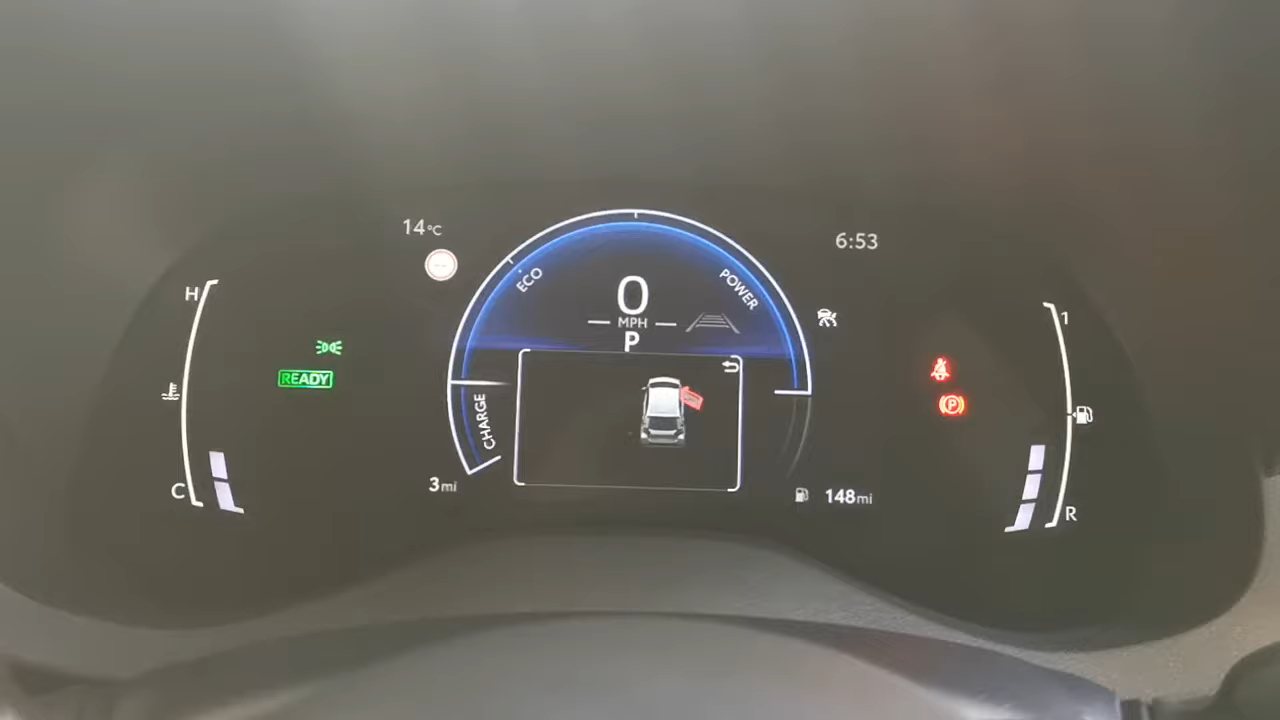 14°C
6:53
H
ECO
POWER
0
MPH
P
1
READY
CHARGE
P
C
3mi
148mi
R